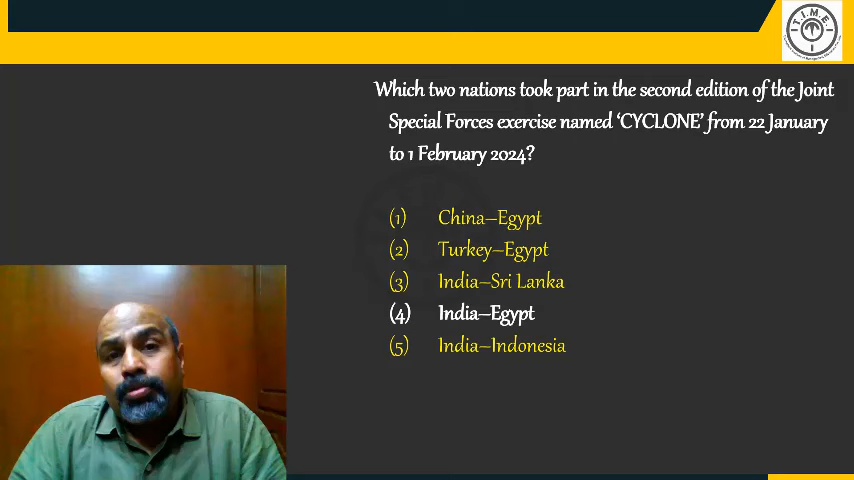 T.I.M.E.
Which two nations took part in the second edition of the Joint
Special Forces exercise named ‘CYCLONE’ from 22 January
to 1 February 2024?
(1) China–Egypt
(2) Turkey–Egypt
(3) India–Sri Lanka
(4) India–Egypt
(5) India–Indonesia